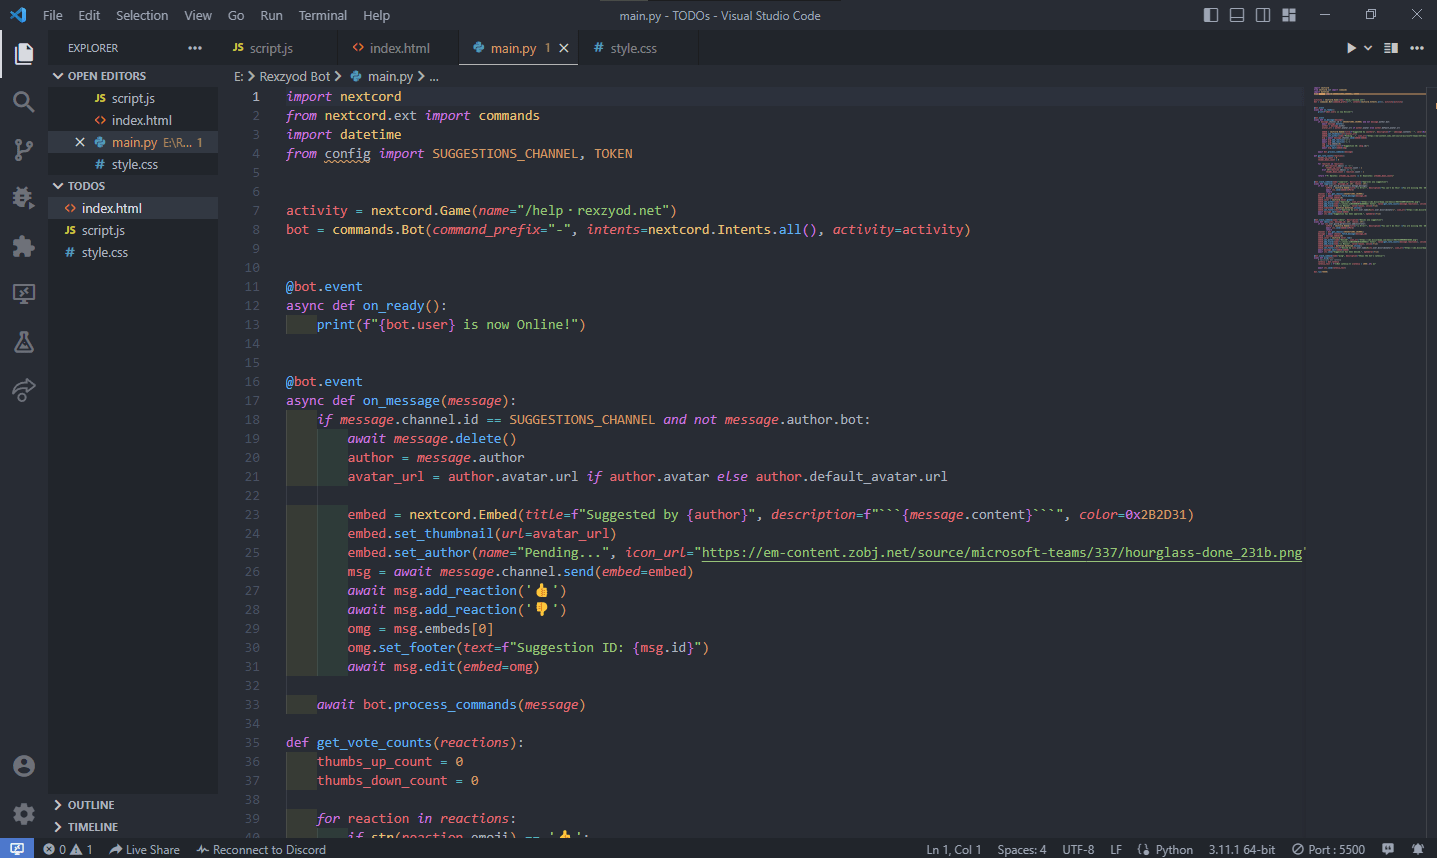 File Edit Selection View Go Run Terminal Help
main.py - TODOs - Visual Studio Code
EXPLORER
JS script.js
<> index.html
main.py 1
# style.css
OPEN EDITORS
JS script.js
<> index.html
main.py E:\R... 1
# style.css
TODOS
<> index.html
JS script.js
# style.css
OUTLINE
TIMELINE
E: > Rexzyod Bot > main.py > ...
1 import nextcord
2 from nextcord.ext import commands
3 import datetime
4 from config import SUGGESTIONS_CHANNEL, TOKEN
5
6
7 activity = nextcord.Game(name="/help・rexzyod.net")
8 bot = commands.Bot(command_prefix="-", intents=nextcord.Intents.all(), activity=activity)
9
10
11 @bot.event
12 async def on_ready():
13     print(f"{bot.user} is now Online!")
14
15
16 @bot.event
17 async def on_message(message):
18     if message.channel.id == SUGGESTIONS_CHANNEL and not message.author.bot:
19         await message.delete()
20         author = message.author
21         avatar_url = author.avatar.url if author.avatar else author.default_avatar.url
22
23         embed = nextcord.Embed(title=f"Suggested by {author}", description=f"```{message.content}```", color=0x2B2D31)
24         embed.set_thumbnail(url=avatar_url)
25         embed.set_author(name="Pending...", icon_url="https://em-content.zobj.net/source/microsoft-teams/337/hourglass-done_231b.png"
26         msg = await message.channel.send(embed=embed)
27         await msg.add_reaction('👍')
28         await msg.add_reaction('👎')
29         omg = msg.embeds[0]
30         omg.set_footer(text=f"Suggestion ID: {msg.id}")
31         await msg.edit(embed=omg)
32
33     await bot.process_commands(message)
34
35 def get_vote_counts(reactions):
36     thumbs_up_count = 0
37     thumbs_down_count = 0
38
39     for reaction in reactions:
40         if str(reaction.emoji) == '👍':
0 1 Live Share Reconnect to Discord
Ln 1, Col 1 Spaces: 4 UTF-8 LF Python 3.11.1 64-bit Port : 5500